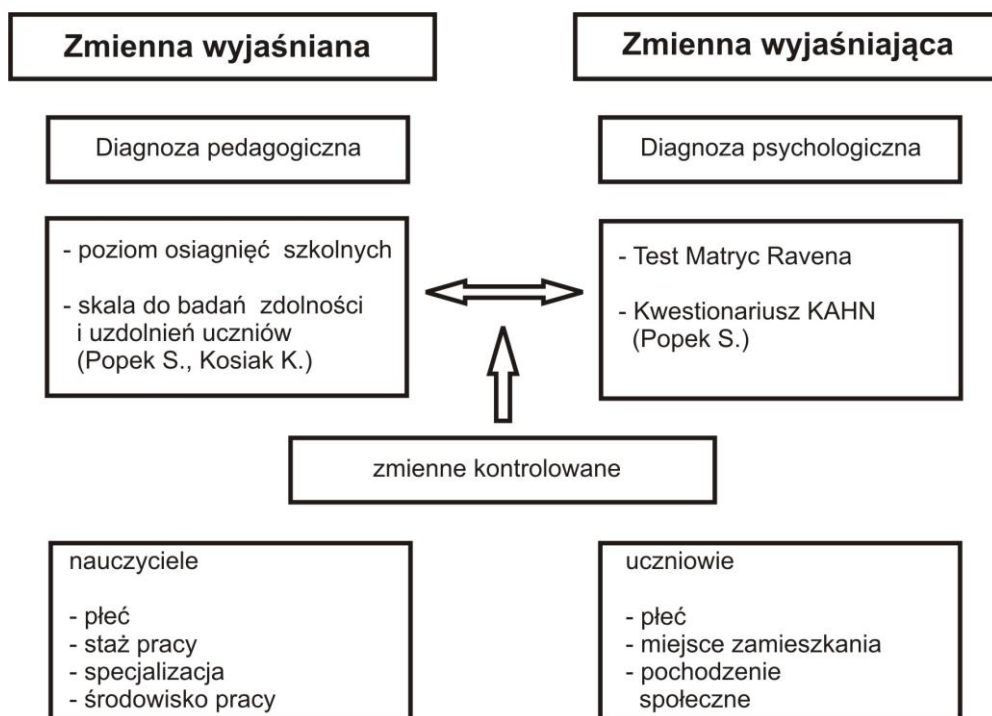 Zmienna wyjaśniana
Zmienna wyjaśniająca
Diagnoza pedagogiczna
Diagnoza psychologiczna
- poziom osiagnięć szkolnych
- skala do badań zdolności
i uzdolnień uczniów
(Popek S., Kosiak K.)
- Test Matryc Ravena
- Kwestionariusz KAHN
(Popek S.)
zmienne kontrolowane
nauczyciele
- płeć
- staż pracy
- specjalizacja
- środowisko pracy
uczniowie
- płeć
- miejsce zamieszkania
- pochodzenie
społeczne